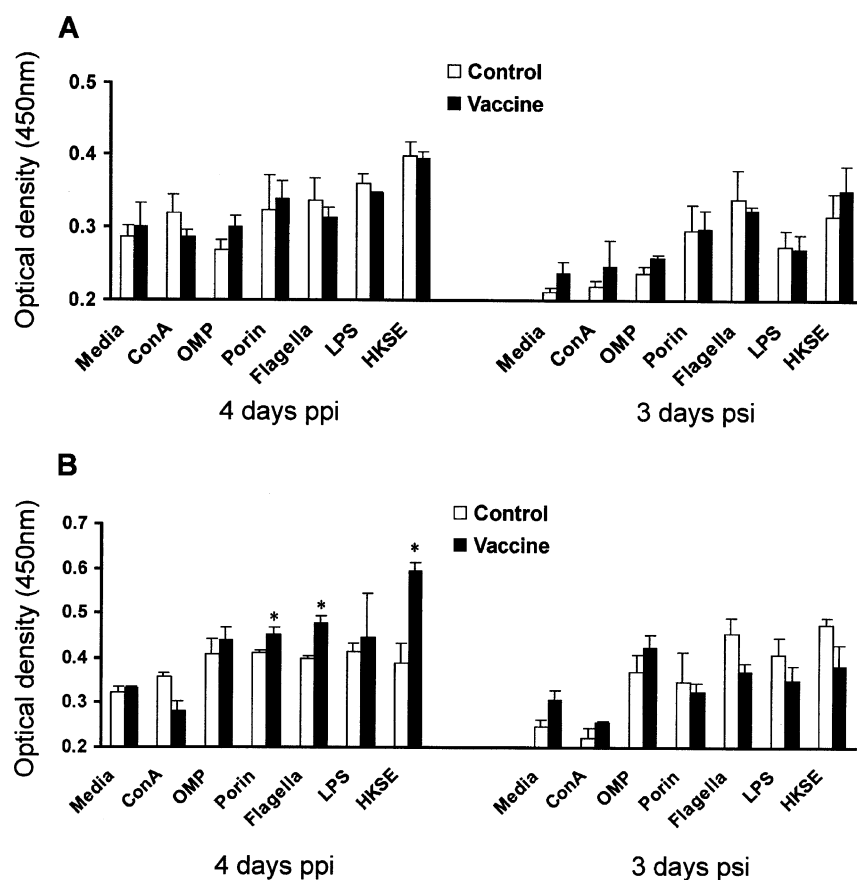 A
Control
Vaccine
Optical density (450nm)
0.5
0.4
0.3
0.2
Media ConA OMP Porin Flagella LPS HKSE
Media ConA OMP Porin Flagella LPS HKSE
4 days ppi
3 days psi
B
Control
Vaccine
Optical density (450nm)
0.7
0.6
0.5
0.4
0.3
0.2
*
*
*
Media ConA OMP Porin Flagella LPS HKSE
Media ConA OMP Porin Flagella LPS HKSE
4 days ppi
3 days psi